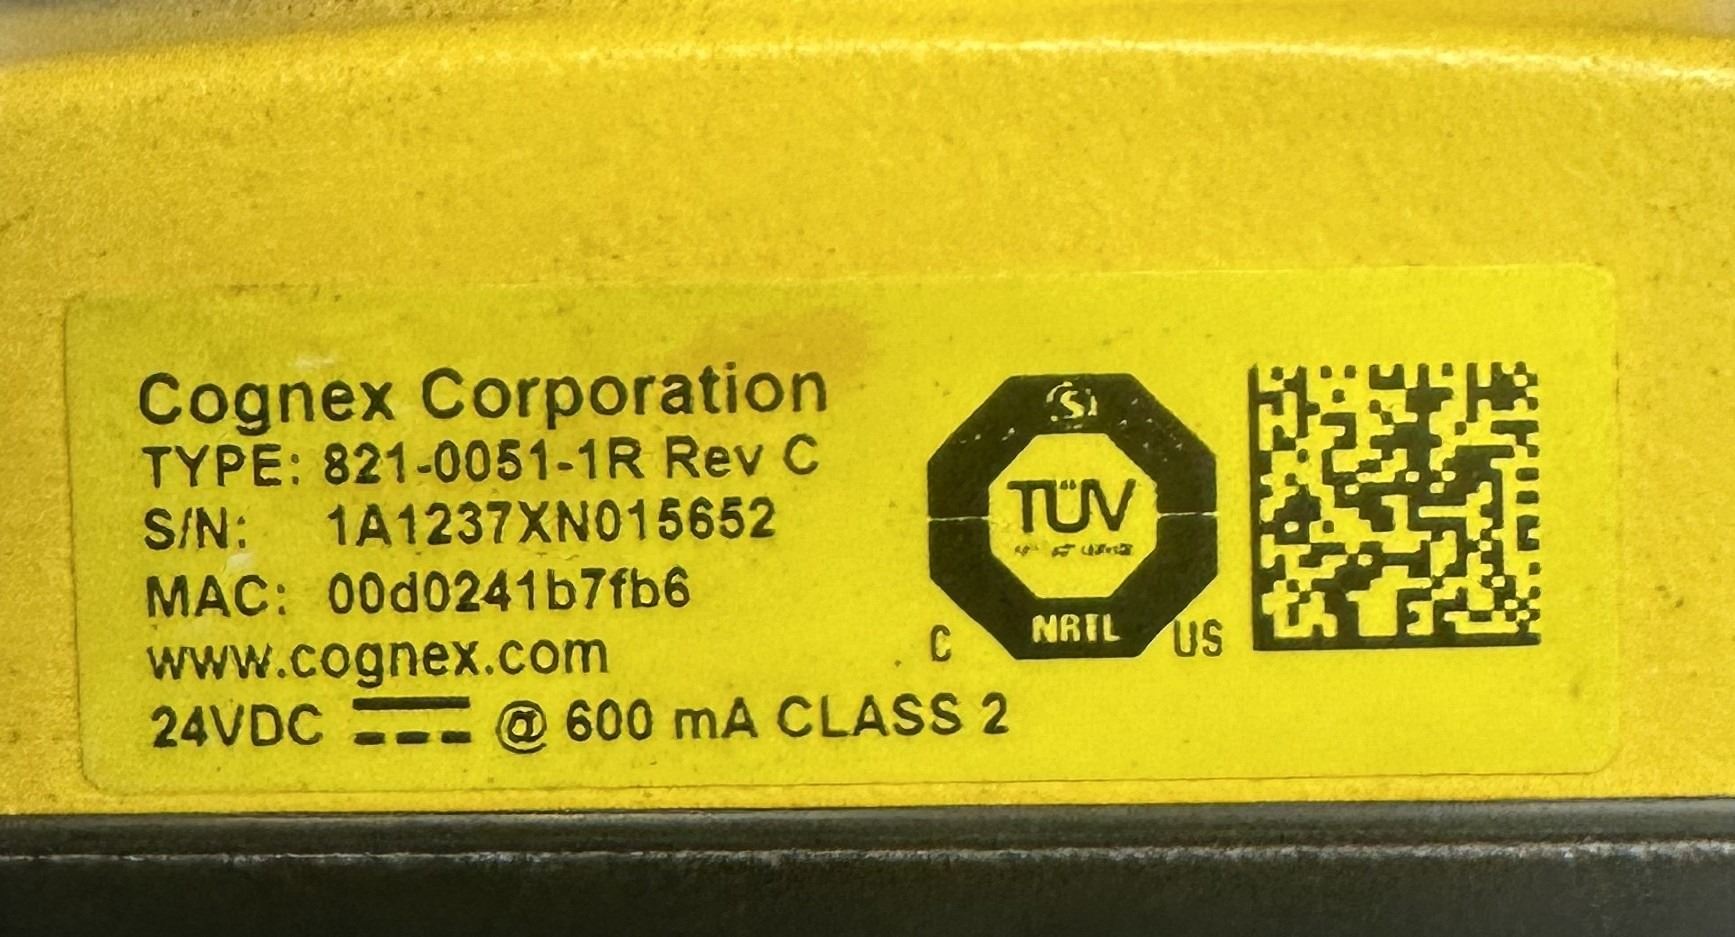 Cognex Corporation
TYPE: 821-0051-1R Rev C
S/N: 1A1237XN015652
MAC: 00d0241b7fb6
www.cognex.com
24VDC @ 600 mA CLASS 2
S
TÜV
NRTL
C US